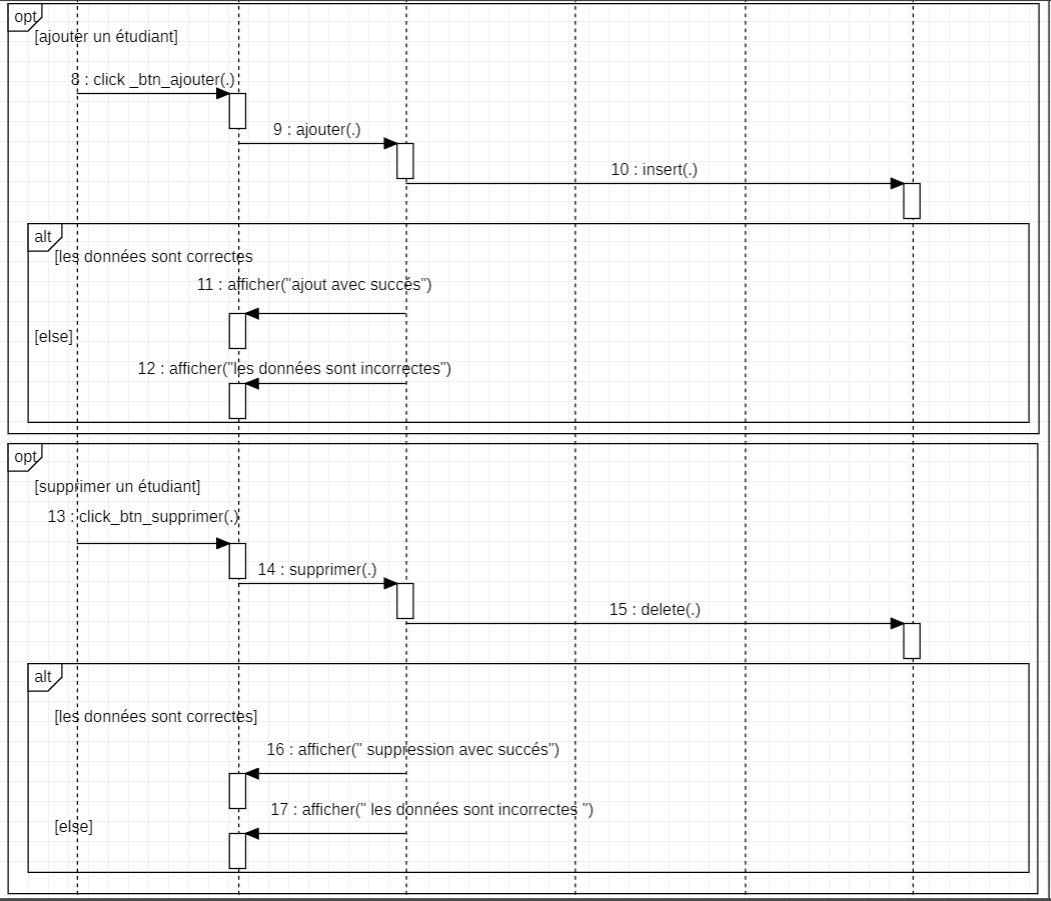 opt
[ajouter un étudiant]
8 : click _btn_ajouter(.)
9 : ajouter(.)
10 : insert(.)
alt
[les données sont correctes
11 : afficher("ajout avec succés")
[else]
12 : afficher("les données sont incorrectes")
opt
[supprimer un étudiant]
13 : click_btn_supprimer(.)
14 : supprimer(.)
15 : delete(.)
alt
[les données sont correctes]
16 : afficher(" suppression avec succés")
17 : afficher(" les données sont incorrectes ")
[else]